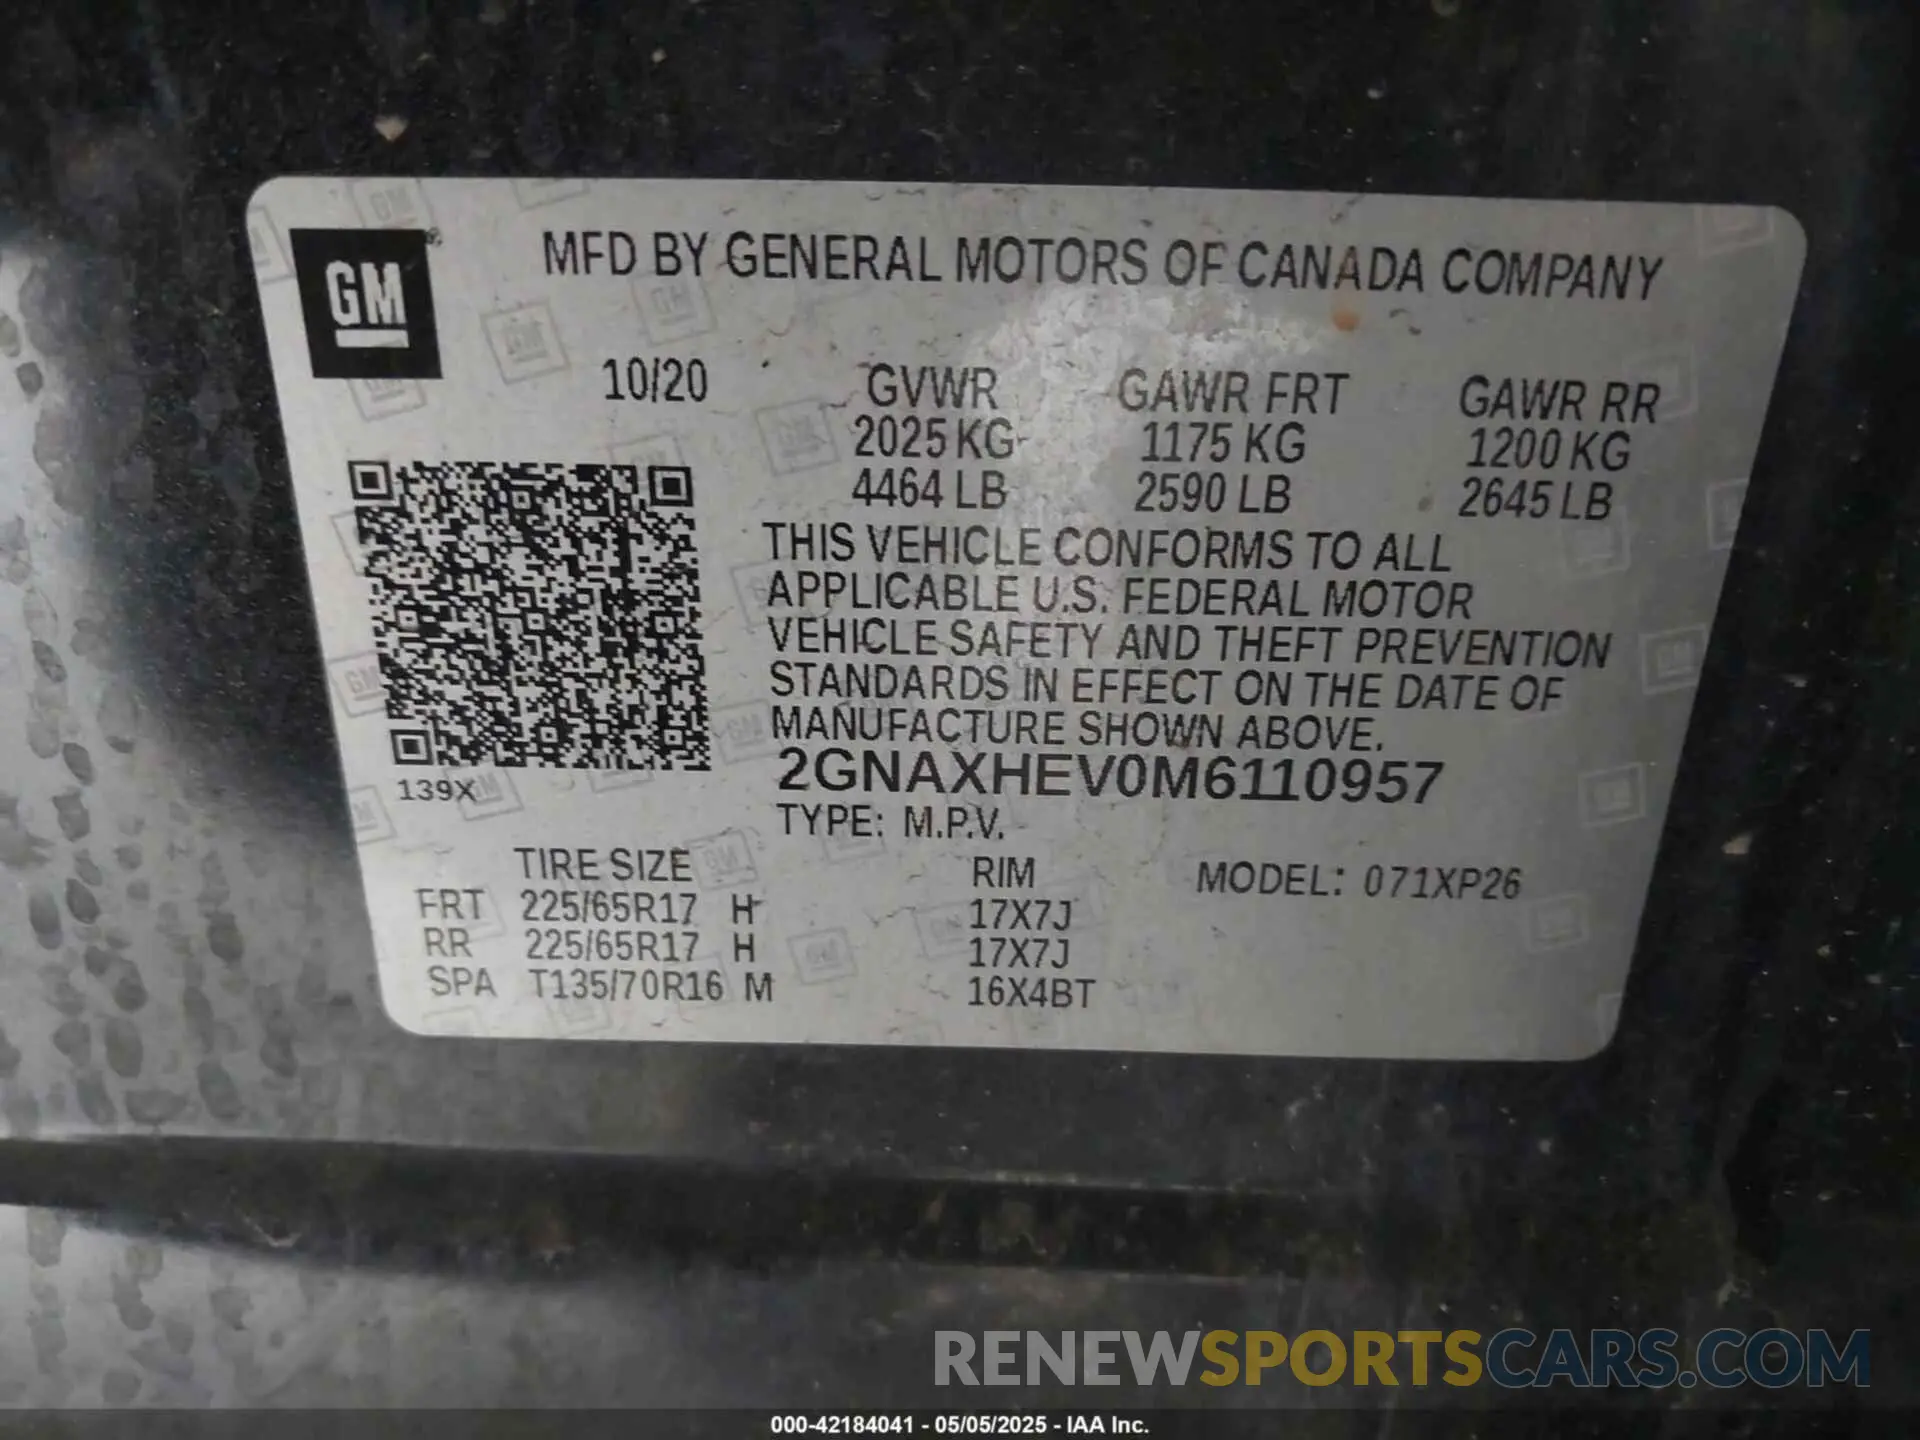 GM
MFD BY GENERAL MOTORS OF CANADA COMPANY
10/20 GVWR GAWR FRT GAWR RR
2025 KG 1175 KG 1200 KG
4464 LB 2590 LB 2645 LB
THIS VEHICLE CONFORMS TO ALL
APPLICABLE U.S. FEDERAL MOTOR
VEHICLE SAFETY AND THEFT PREVENTION
STANDARDS IN EFFECT ON THE DATE OF
MANUFACTURE SHOWN ABOVE.
139X 2GNAXHEV0M6110957
TYPE: M.P.V.
TIRE SIZE RIM MODEL: 071XP26
FRT 225/65R17 H 17X7J
RR 225/65R17 H 17X7J
SPA T135/70R16 M 16X4BT
RENEWSPORTSCARS.COM
000-42184041 - 05/05/2025 - IAA Inc.